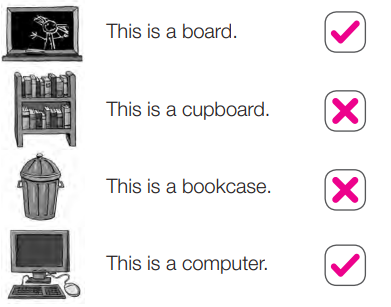 This is a board.
This is a cupboard.
This is a bookcase.
This is a computer.